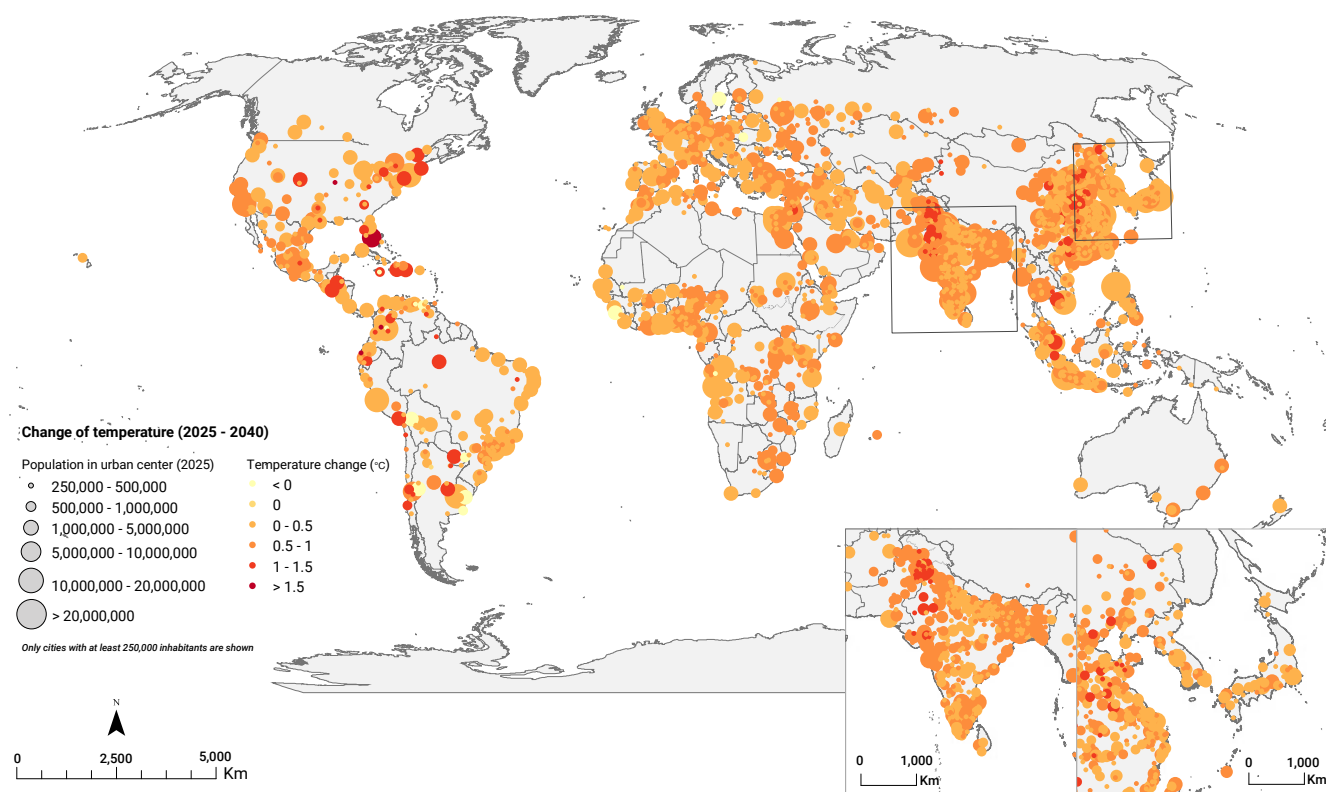 Change of temperature (2025 - 2040)
Population in urban center (2025)
250,000 - 500,000
500,000 - 1,000,000
1,000,000 - 5,000,000
5,000,000 - 10,000,000
10,000,000 - 20,000,000
> 20,000,000
Temperature change (°C)
< 0
0
0 - 0.5
0.5 - 1
1 - 1.5
> 1.5
Only cities with at least 250,000 inhabitants are shown
N
0 2,500 5,000
Km
0 1,000
Km
0 1,000
Km